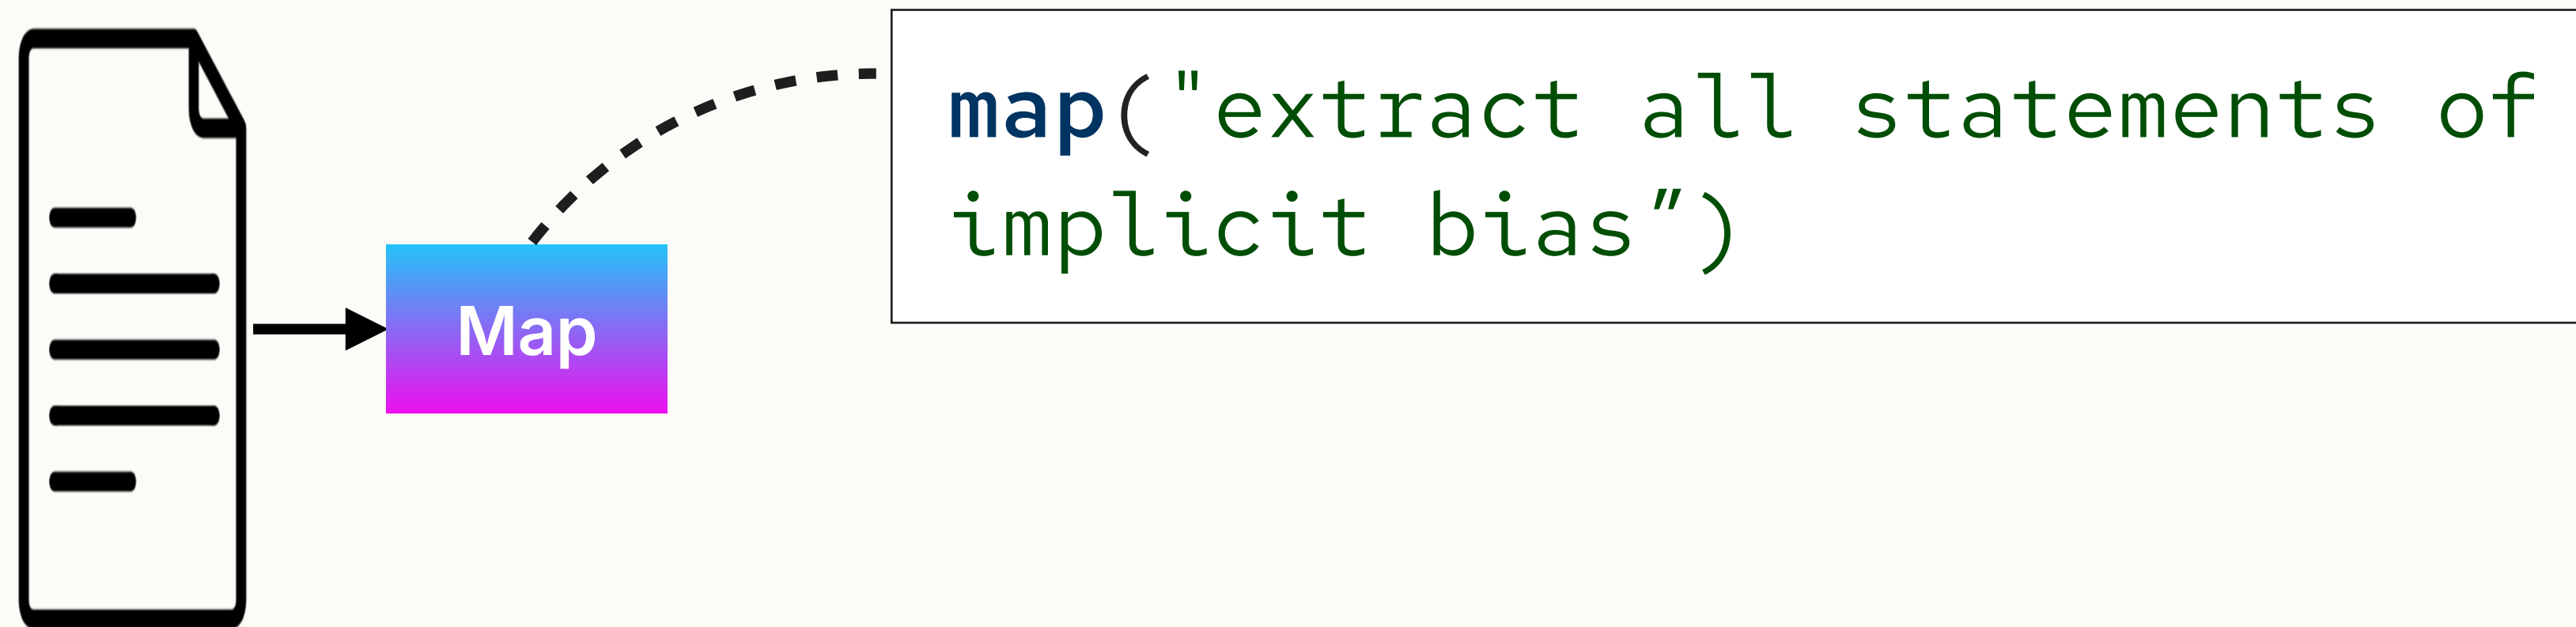 map("extract all statements of
implicit bias”)
Map